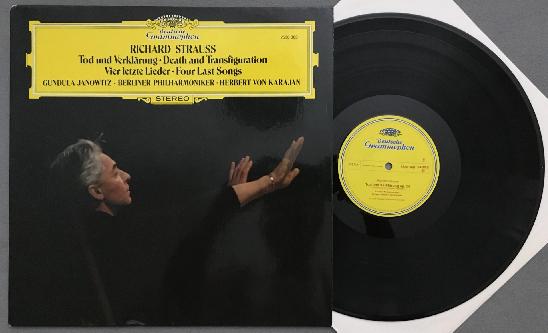 deutsche
Grammophon
RICHARD STRAUSS
Tod und Verklärung · Death and Transfiguration
Vier letzte Lieder · Four Last Songs
GUNDULA JANOWITZ · BERLINER PHILHARMONIKER · HERBERT VON KARAJAN
STEREO
deutsche
Grammophon